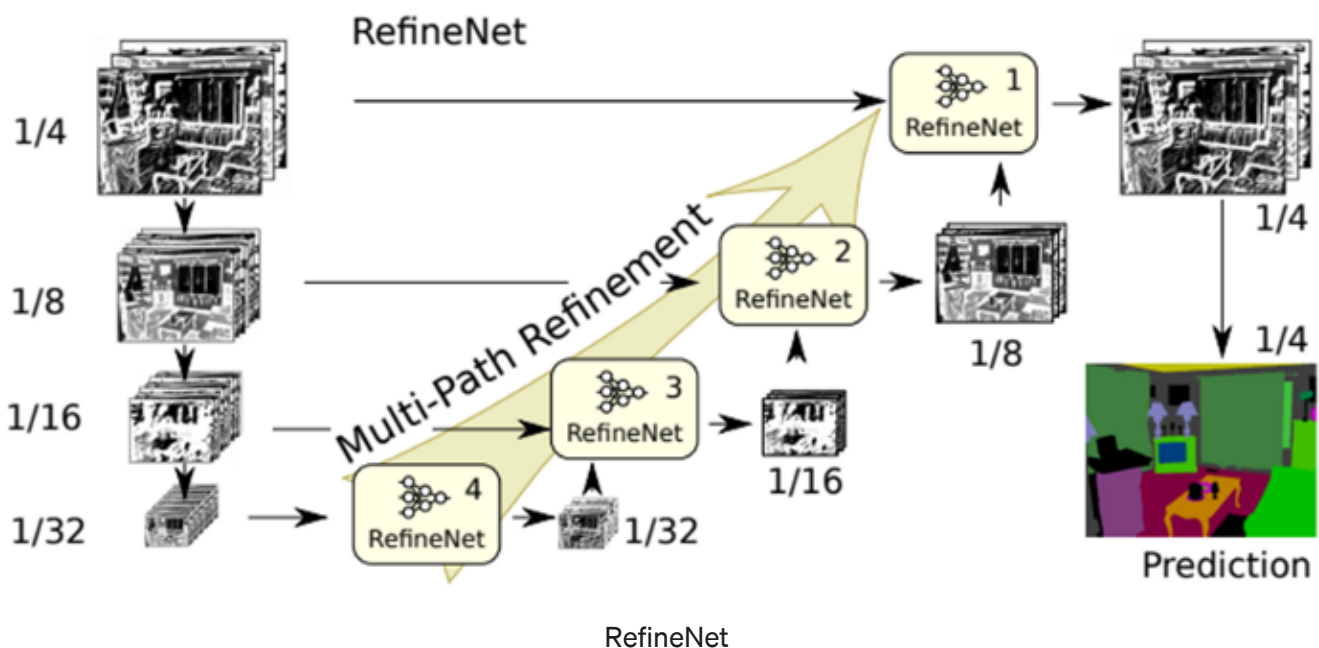 RefineNet
1/4
1
RefineNet
1/4
Multi-Path Refinement
1/8
2
RefineNet
1/8
1/4
1/16
3
RefineNet
1/16
1/32
4
RefineNet
1/32
Prediction
RefineNet